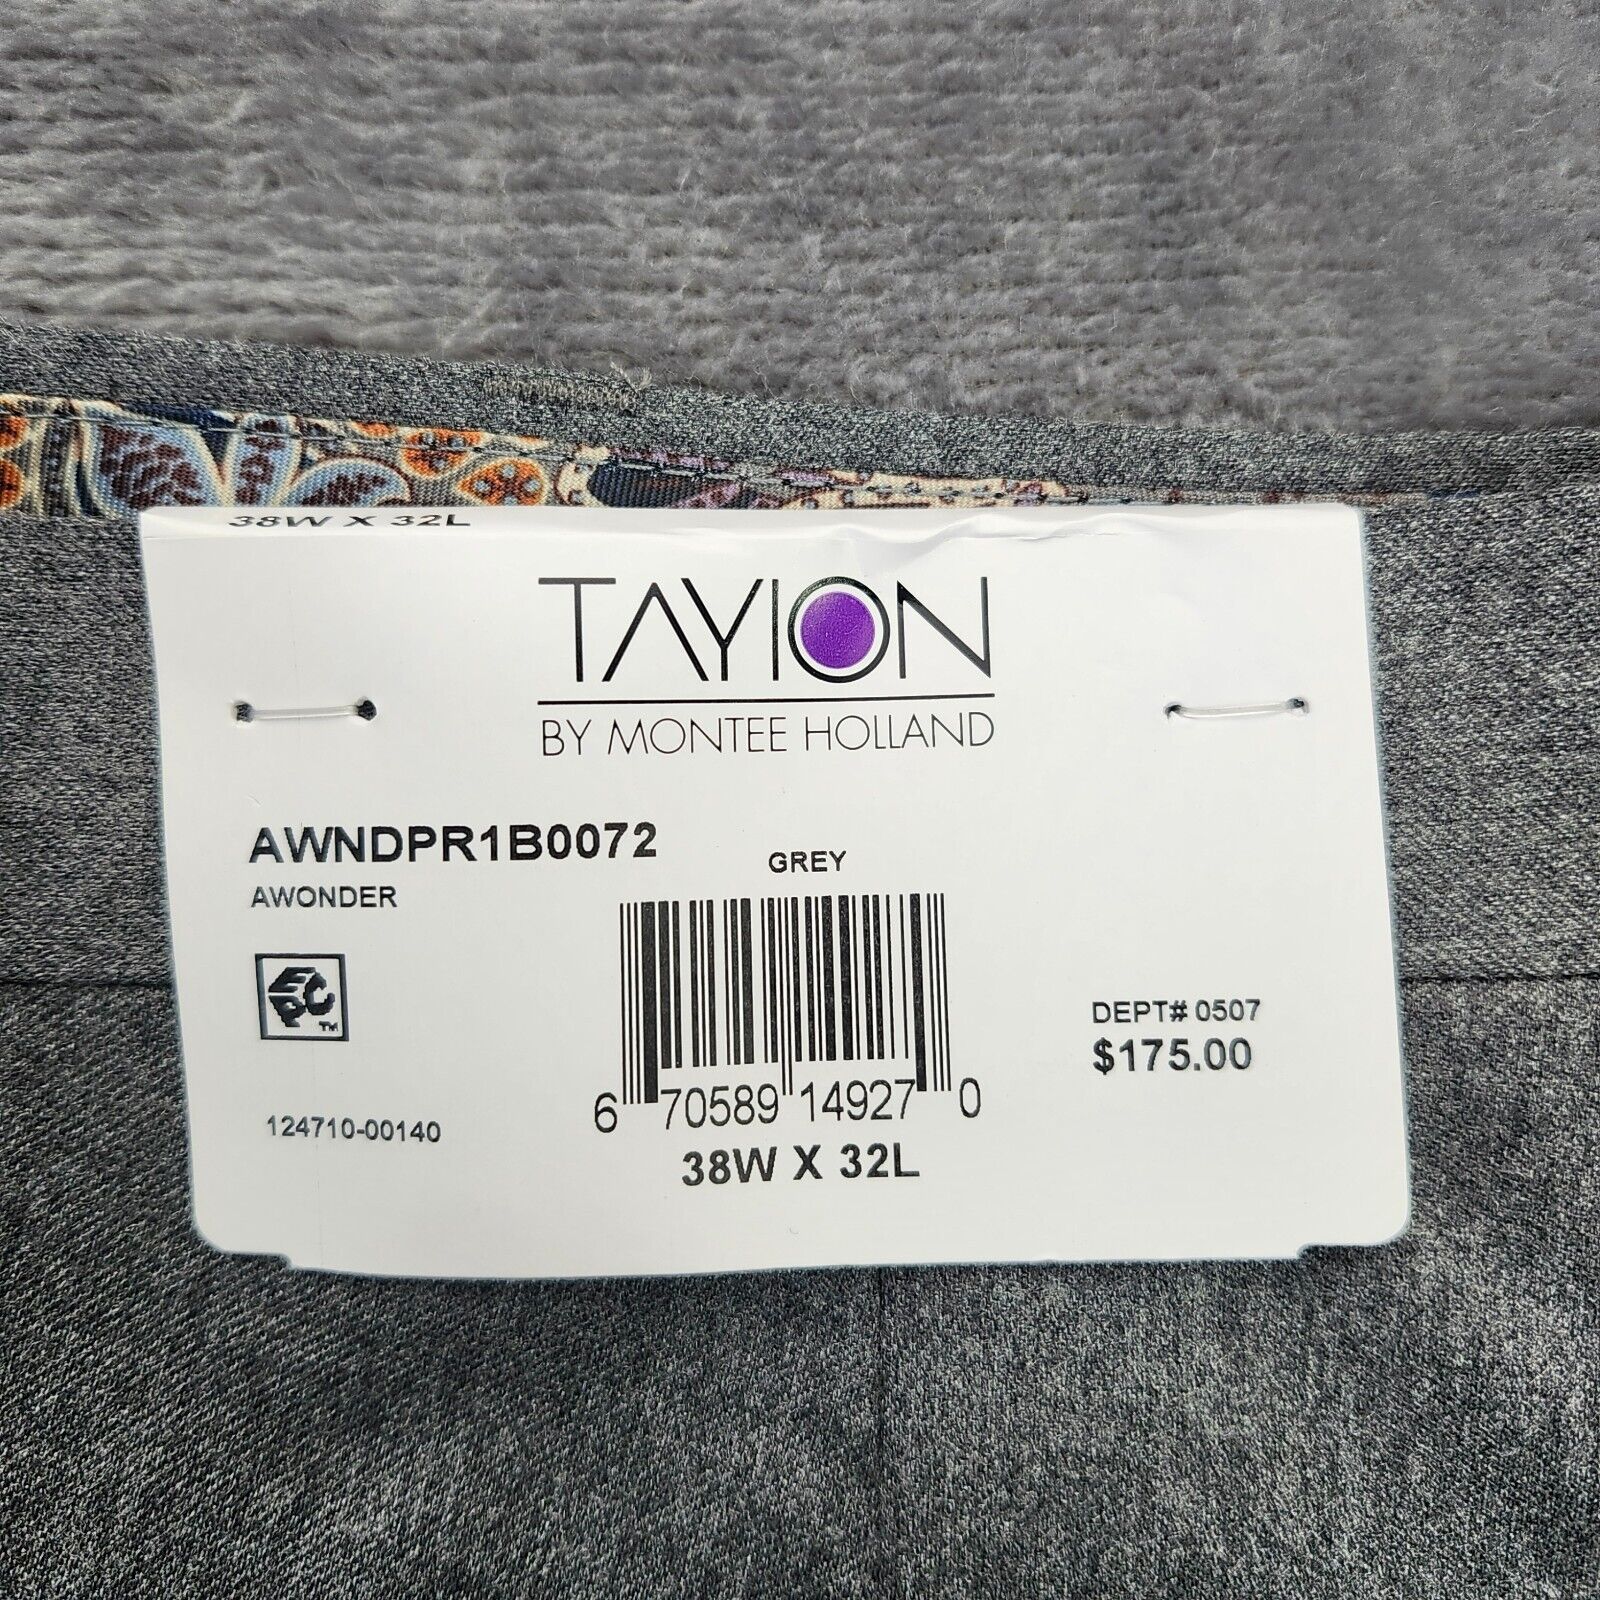 38W X 32L
TAYION
BY MONTEE HOLLAND
AWNDPR1B0072
AWONDER
GREY
EPC TM
DEPT# 0507
$175.00
6 70589 14927 0
124710-00140
38W X 32L